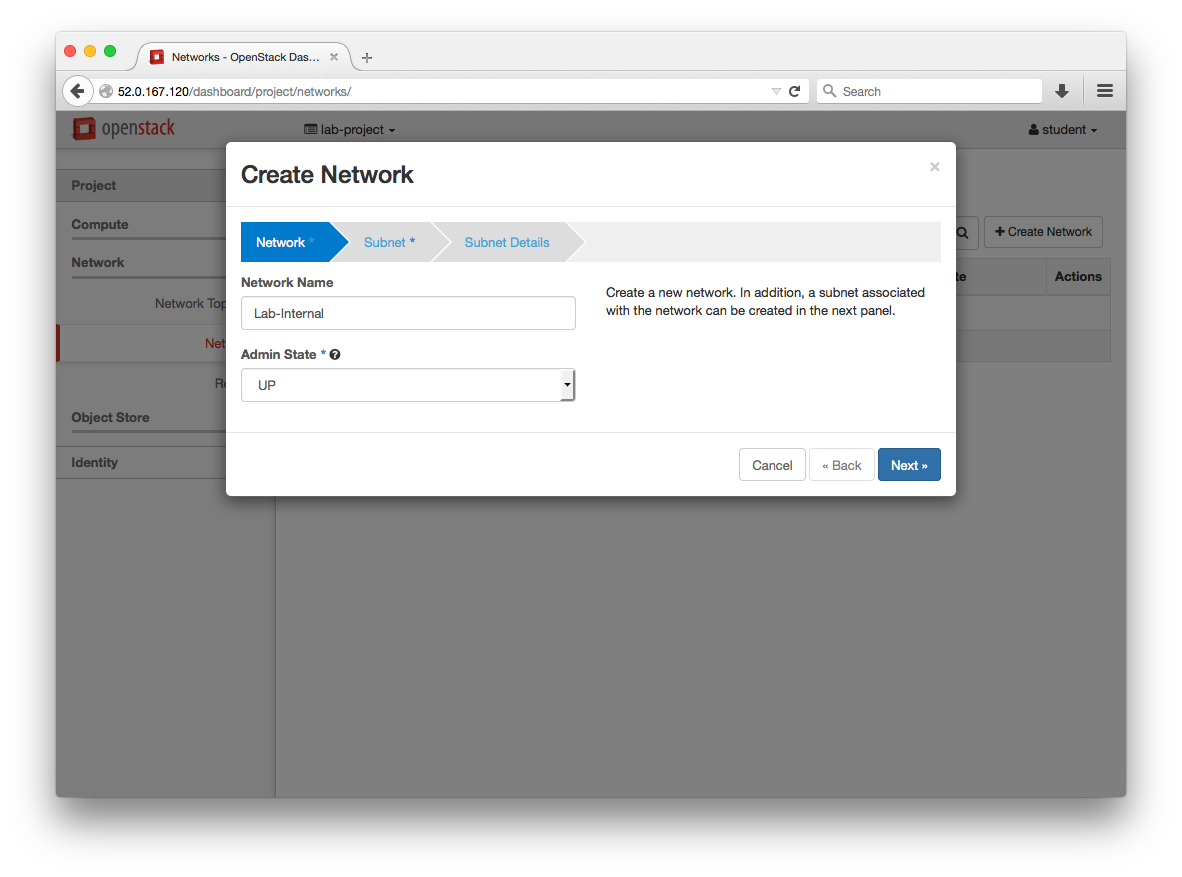 Networks - OpenStack Das...
52.0.167.120/dashboard/project/networks/
Search
openstack
lab-project
student
Project
Compute
Network
Network Top
Net
Re
Object Store
Identity
+ Create Network
te
Actions
Create Network
×
Network *
Subnet *
Subnet Details
Network Name
Lab-Internal
Admin State *
UP
Create a new network. In addition, a subnet associated
with the network can be created in the next panel.
Cancel
« Back
Next »